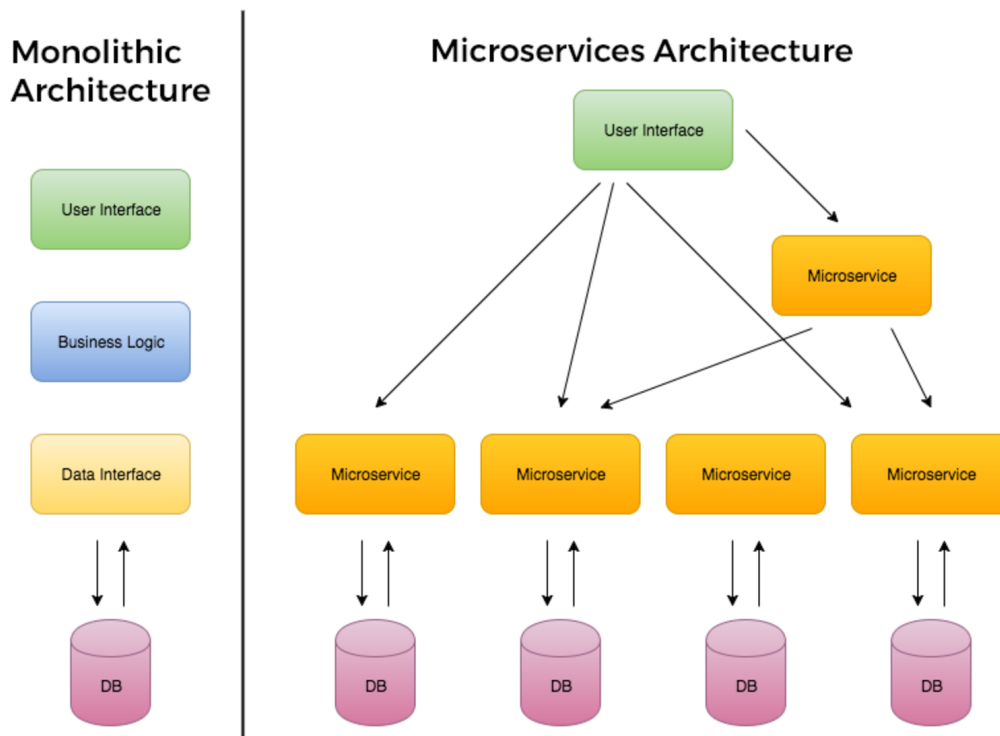 Monolithic
Architecture
User Interface
Business Logic
Data Interface
DB
Microservices Architecture
User Interface
Microservice
Microservice
Microservice
Microservice
Microservice
DB
DB
DB
DB